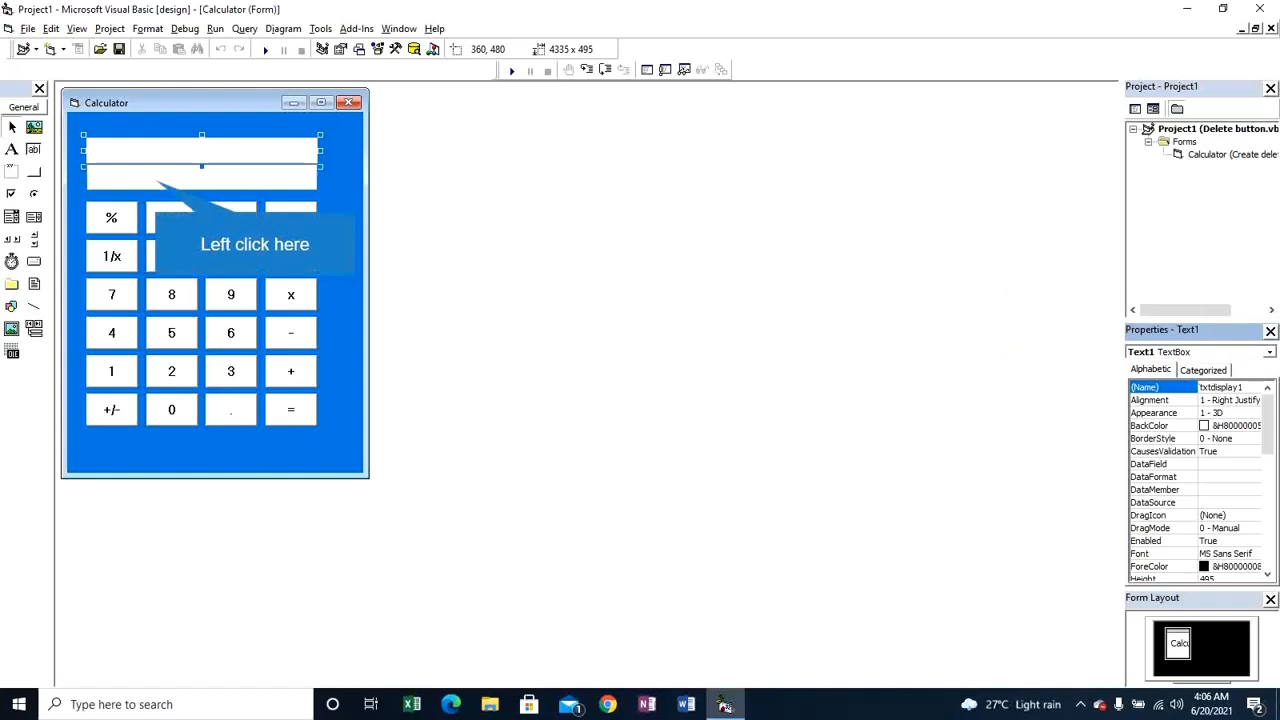 Project1 - Microsoft Visual Basic [design] - [Calculator (Form)]
File Edit View Project Format Debug Run Query Diagram Tools Add-Ins Window Help
360, 480 4335 x 495
General
Calculator
%
Left click here
1/x
7 8 9 x
4 5 6 -
1 2 3 +
+/- 0 . =
Project - Project1
Project1 (Delete button.vb
Forms
Calculator (Create dele
Properties - Text1
Text1 TextBox
Alphabetic Categorized
(Name) txtdisplay1
Alignment 1 - Right Justify
Appearance 1 - 3D
BackColor &H80000005
BorderStyle 0 - None
CausesValidation True
DataField
DataFormat
DataMember
DataSource
DragIcon (None)
DragMode 0 - Manual
Enabled True
Font MS Sans Serif
ForeColor &H80000008
Height 495
Form Layout
Calcu
Type here to search
27°C Light rain
4:06 AM
6/20/2021